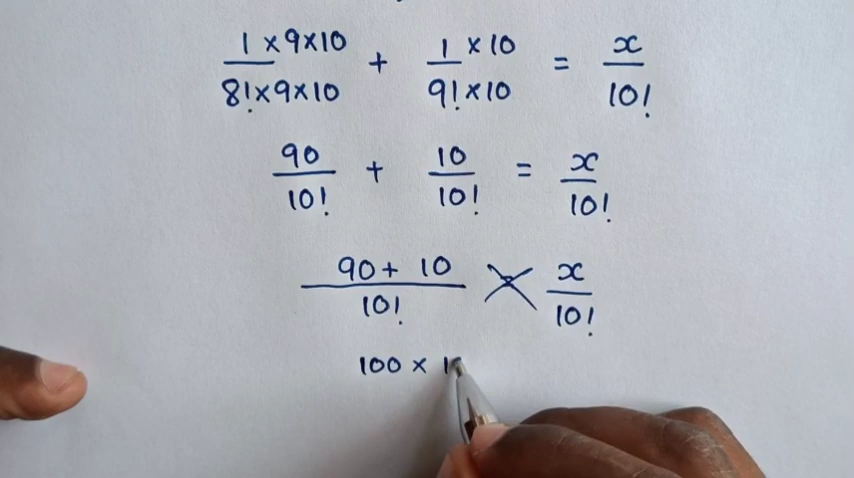 1×9×10/8!×9×10 + 1×10/9!×10 = x/10!
90/10! + 10/10! = x/10!
90+10/10! × x/10!
100 × 1